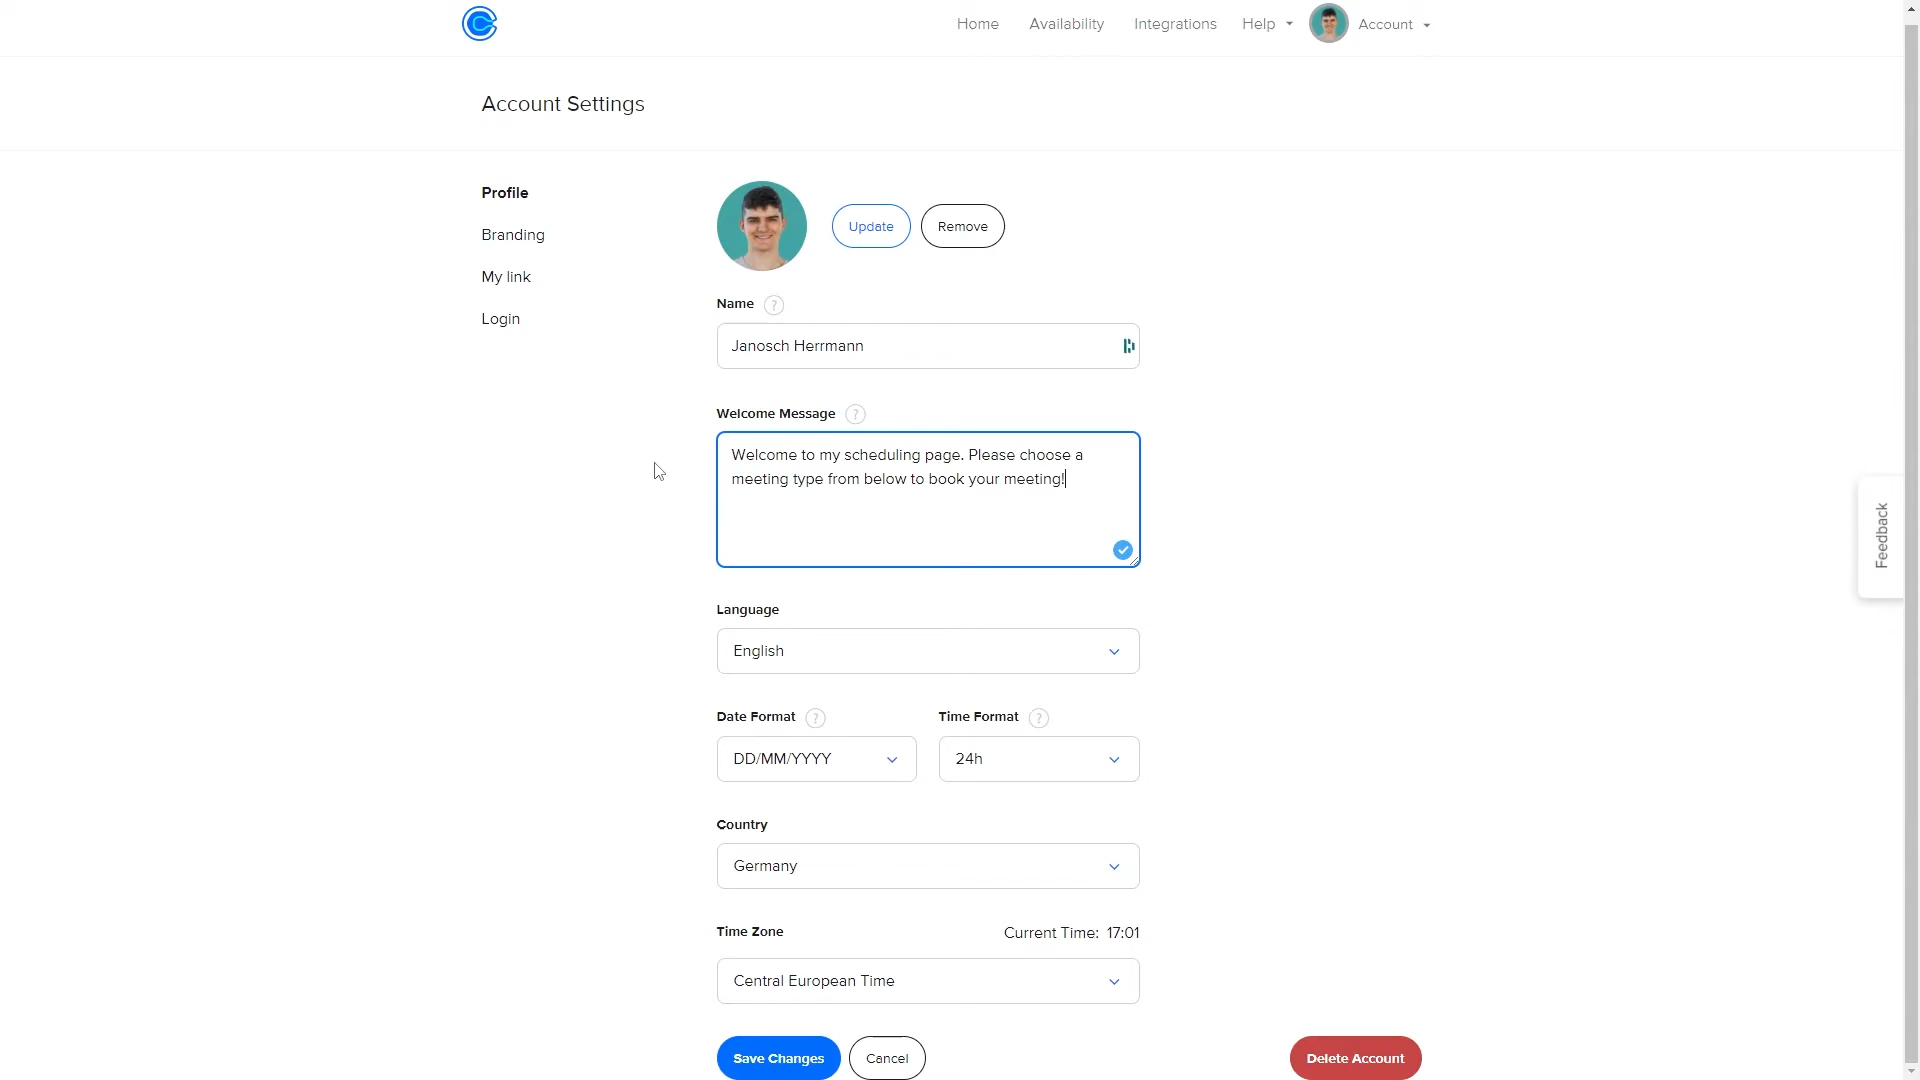 Home Availability Integrations Help Account
Account Settings
Profile
Branding
My link
Login
Update Remove
Name ?
Janosch Herrmann
Welcome Message ?
Welcome to my scheduling page. Please choose a
meeting type from below to book your meeting!
Language
English
Date Format ? Time Format ?
DD/MM/YYYY 24h
Country
Germany
Time Zone Current Time: 17:01
Central European Time
Save Changes Cancel Delete Account
Feedback